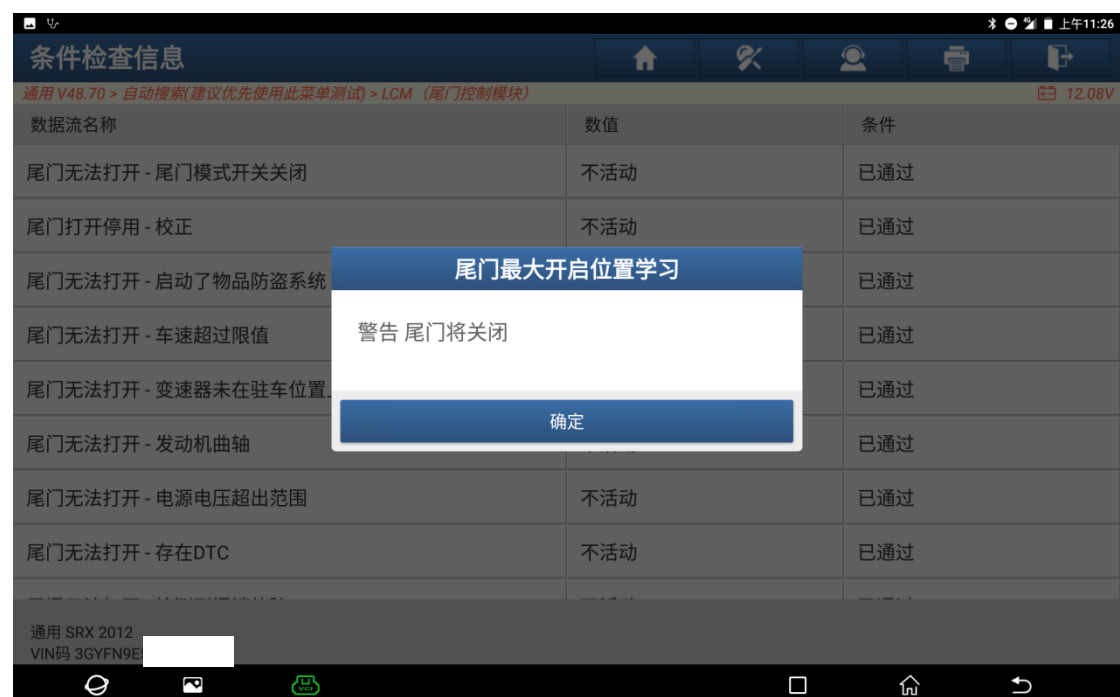 4G 上午11:26
条件检查信息
通用 V48.70 > 自动搜索(建议优先使用此菜单测试) > LCM（尾门控制模块） 12.08V
数据流名称 数值 条件
尾门无法打开 - 尾门模式开关关闭 不活动 已通过
尾门打开停用 - 校正 不活动 已通过
尾门无法打开 - 启动了物品防盗系统 已通过
尾门最大开启位置学习
警告 尾门将关闭
确定
尾门无法打开 - 车速超过限值 已通过
尾门无法打开 - 变速器未在驻车位置 已通过
尾门无法打开 - 发动机曲轴 已通过
尾门无法打开 - 电源电压超出范围 不活动 已通过
尾门无法打开 - 存在DTC 不活动 已通过
通用 SRX 2012
VIN码 3GYFN9E
VCI